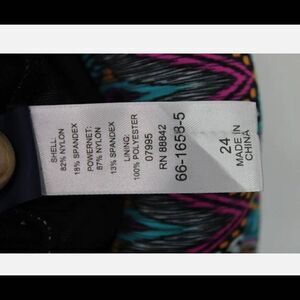 SHELL:
82% NYLON
18% SPANDEX
POWERNET:
87% NYLON
13% SPANDEX
LINING:
100% POLYESTER
07995
RN 88842
66-1658-5
24
MADE IN
CHINA